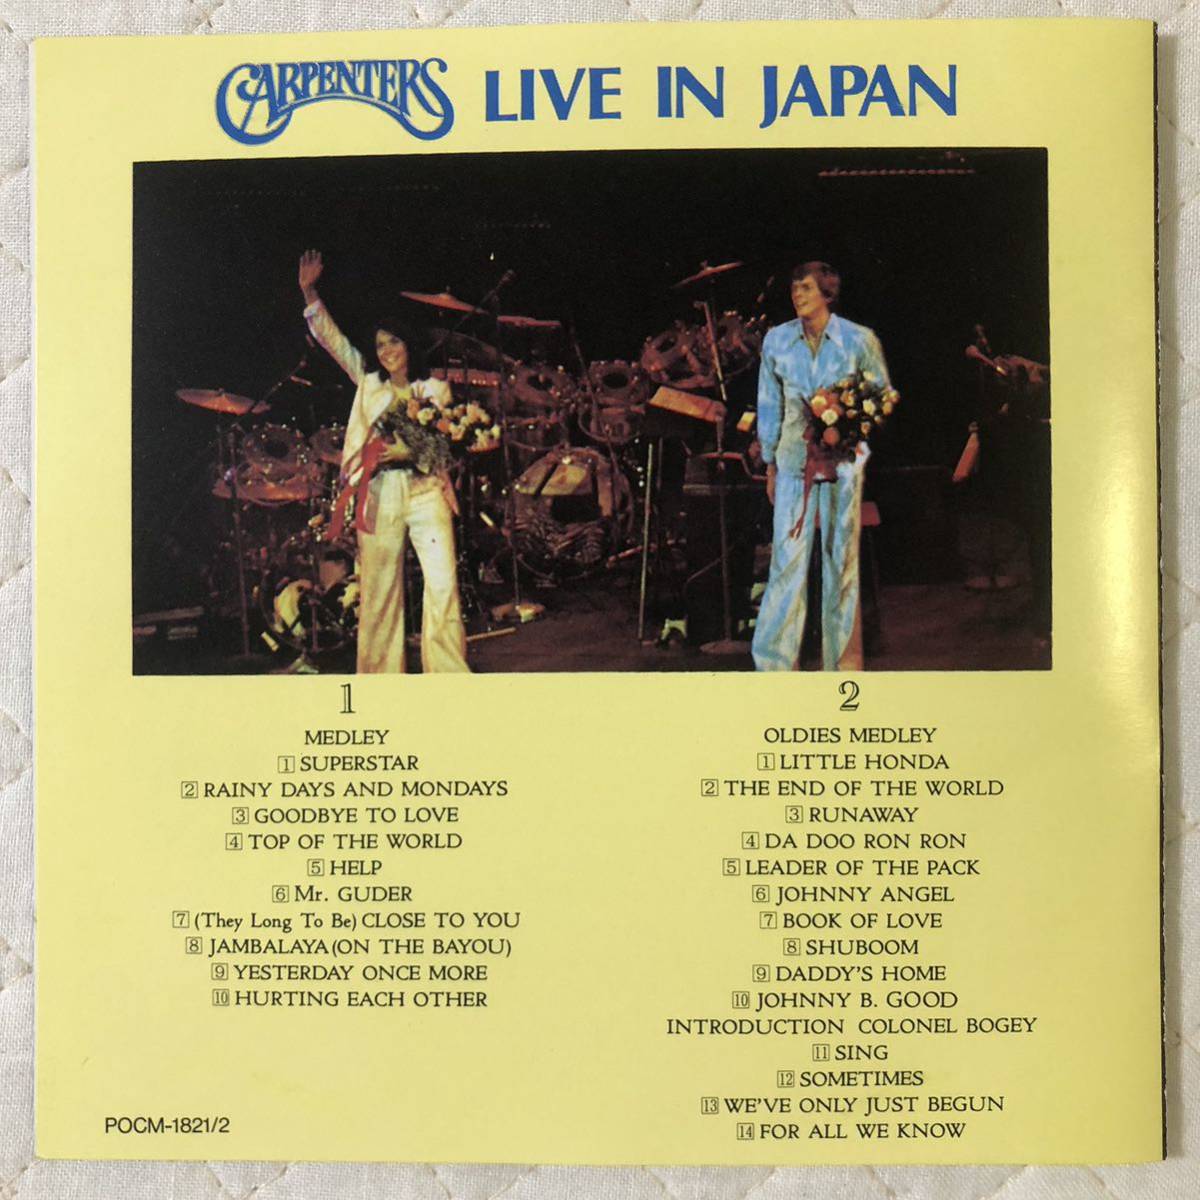 CARPENTERS LIVE IN JAPAN
1
MEDLEY
1 SUPERSTAR
2 RAINY DAYS AND MONDAYS
3 GOODBYE TO LOVE
4 TOP OF THE WORLD
5 HELP
6 Mr. GUDER
7 (They Long To Be) CLOSE TO YOU
8 JAMBALAYA (ON THE BAYOU)
9 YESTERDAY ONCE MORE
10 HURTING EACH OTHER
2
OLDIES MEDLEY
1 LITTLE HONDA
2 THE END OF THE WORLD
3 RUNAWAY
4 DA DOO RON RON
5 LEADER OF THE PACK
6 JOHNNY ANGEL
7 BOOK OF LOVE
8 SHUBOOM
9 DADDY'S HOME
10 JOHNNY B. GOOD
INTRODUCTION COLONEL BOGEY
11 SING
12 SOMETIMES
13 WE'VE ONLY JUST BEGUN
14 FOR ALL WE KNOW
POCM-1821/2